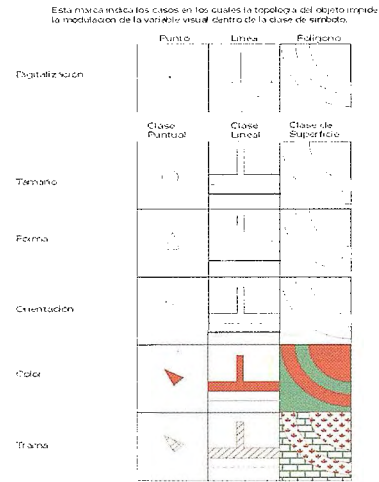 Esta marca indica los casos en los cuales la topología del objeto impide
la modulación de la variable visual dentro de la clase de símbolo.
Punto Línea Polígono
Digitalización
Clase Clase Clase de
Puntual Lineal Superficie
Tamaño
Forma
Orientación
Color
Trama